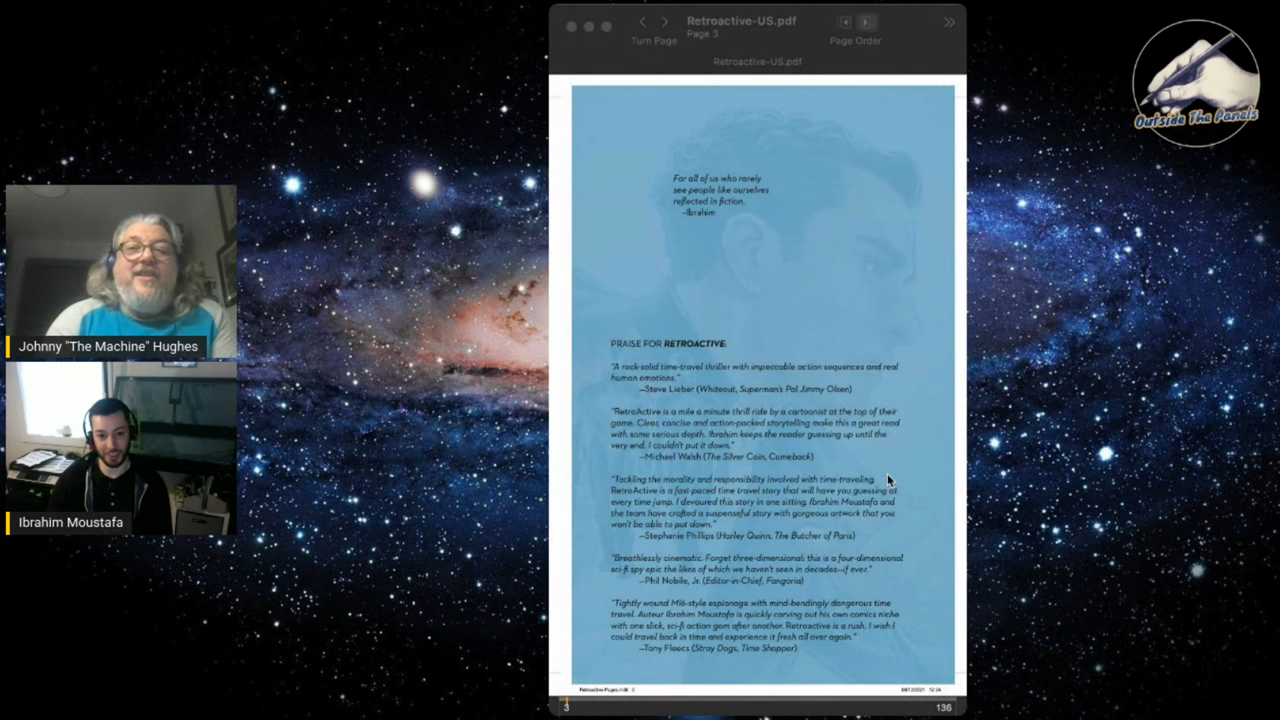 Retroactive-US.pdf
Page 3
Turn Page
Page Order
Retroactive-US.pdf
Outside The Panels
For all of us who rarely
see people like ourselves
reflected in fiction.
–Ibrahim
PRAISE FOR RETROACTIVE:
"A rock-solid time-travel thriller with impeccable action sequences and real
human emotions."
—Steve Lieber (Whiteout, Superman's Pal Jimmy Olsen)
"RetroActive is a mile a minute thrill ride by a cartoonist at the top of their
game. Clear, concise and action-packed storytelling make this a great read
with some serious depth. Ibrahim keeps the reader guessing up until the
very end. I couldn't put it down."
—Michael Walsh (The Silver Coin, Comeback)
"Tackling the morality and responsibility involved with time-traveling,
RetroActive is a fast-paced time travel story that will have you guessing at
every time jump. I devoured this story in one sitting. Ibrahim Moustafa and
the team have crafted a suspenseful story with gorgeous artwork that you
won't be able to put down."
—Stephanie Phillips (Harley Quinn, The Butcher of Paris)
"Breathlessly cinematic. Forget three-dimensional: this is a four-dimensional
sci-fi spy epic the likes of which we haven't seen in decades—if ever."
—Phil Nobile, Jr. (Editor-in-Chief, Fangoria)
"Tightly wound MI6-style espionage with mind-bendingly dangerous time
travel. Auteur Ibrahim Moustafa is quickly carving out his own comics niche
with one slick, sci-fi action gem after another. Retroactive is a rush. I wish I
could travel back in time and experience it fresh all over again."
—Tony Fleecs (Stray Dogs, Time Shopper)
Retroactive-Pages.indd 3
3
136
Johnny "The Machine" Hughes
Ibrahim Moustafa